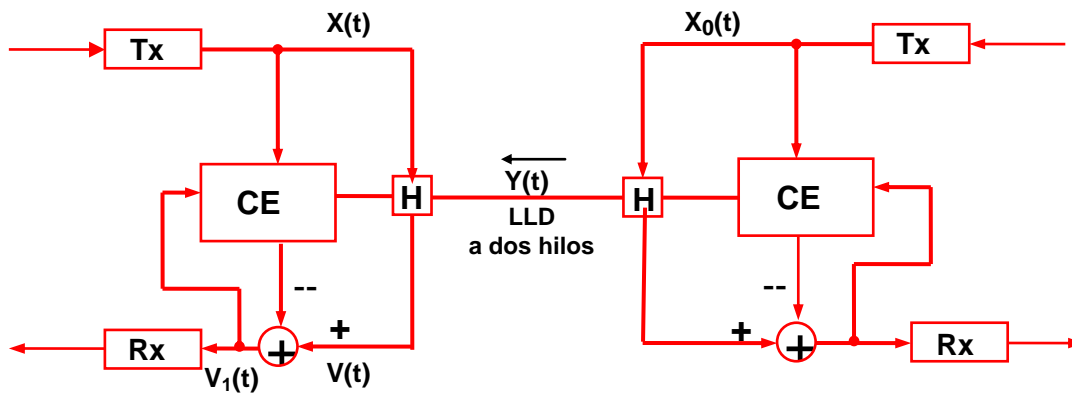 X(t)
X₀(t)
Tx
Tx
CE
H
Y(t)
H
CE
LLD
a dos hilos
--
--
+
+
Rx
+
+
Rx
V₁(t)
V(t)